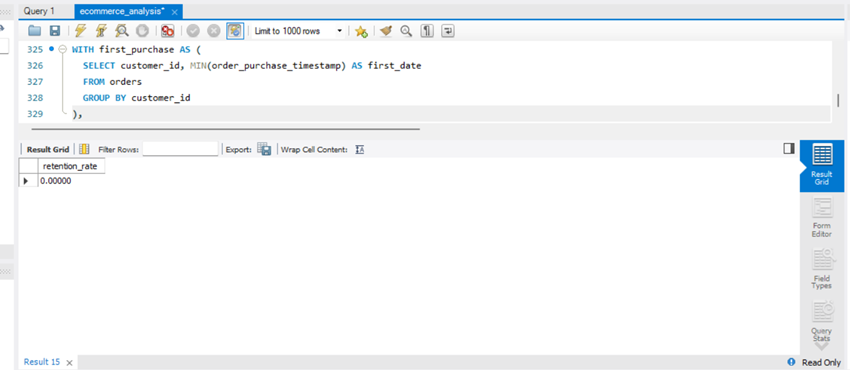 Query 1
ecommerce_analysis*
Limit to 1000 rows
325 WITH first_purchase AS (
326 SELECT customer_id, MIN(order_purchase_timestamp) AS first_date
327 FROM orders
328 GROUP BY customer_id
329 ),
Result Grid Filter Rows: Export: Wrap Cell Content:
retention_rate
0.00000
Result
Grid
Form
Editor
Field
Types
Query
Stats
Result 15
Read Only